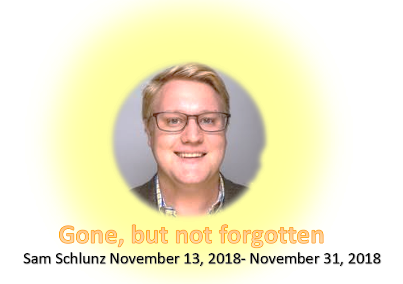 Gone, but not forgotten
Sam Schlunz November 13, 2018- November 31, 2018